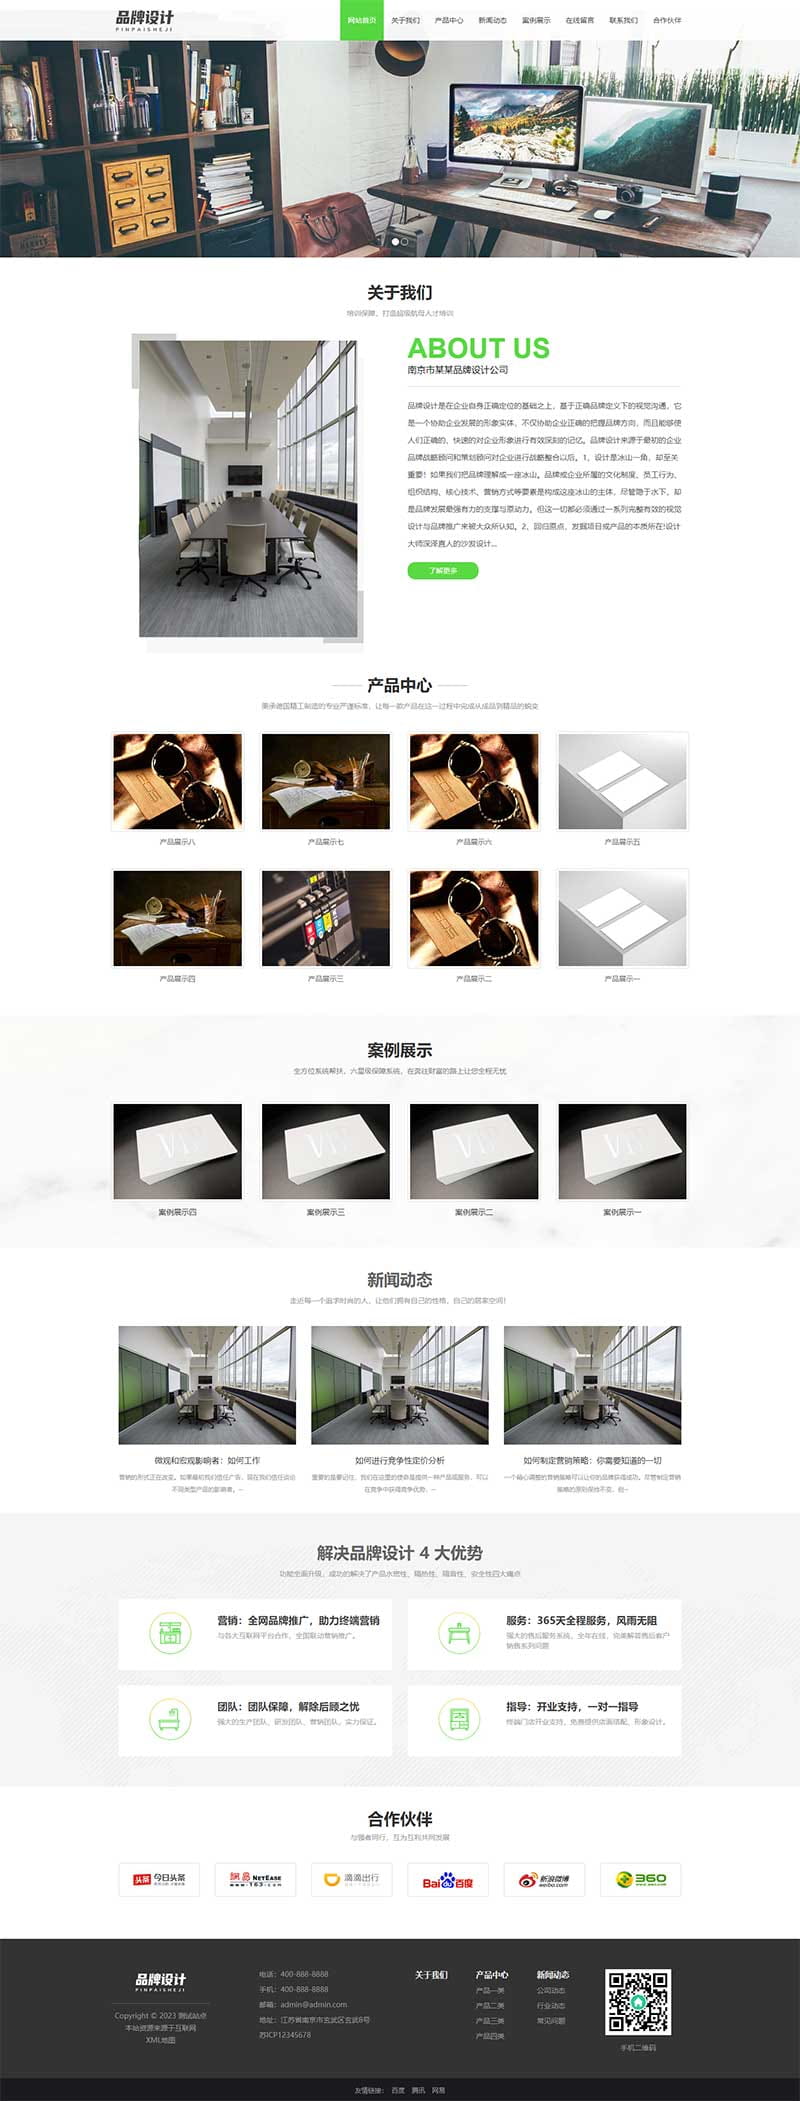 品牌设计
PINPAISHEJI
网站首页 关于我们 产品中心 新闻动态 案例展示 在线留言 联系我们 合作伙伴
关于我们
培训保障，打造超级航母人才培训
ABOUT US
南京市某某品牌设计公司
品牌设计是在企业自身正确定位的基础之上，基于正确品牌定义下的视觉沟通，它
是一个协助企业发展的形象实体，不仅协助企业正确的把握品牌方向，而且能够使
人们正确的、快速的对企业形象进行有效深刻的记忆。品牌设计来源于最初的企业
品牌战略顾问和策划顾问对企业进行战略整合以后。1、设计是冰山一角，却至关
重要！如果我们把品牌理解成一座冰山。品牌或企业所属的文化制度、员工行为、
组织结构、核心技术、营销方式等要素是构成这座冰山的主体，尽管隐于水下，却
是品牌发展最强有力的支撑与原动力。但这一切都必须通过一系列完整有效的视觉
设计与品牌推广来被大众所认知。2、回归原点，发掘项目或产品的本质所在!设计
大师深泽直人的沙发设计...
了解更多
产品中心
秉承德国精工制造的专业严谨标准，让每一款产品在这一过程中完成从成品到精品的蜕变
产品展示八 产品展示七 产品展示六 产品展示五
产品展示四 产品展示三 产品展示二 产品展示一
案例展示
全方位系统帮扶，六星级保障系统，在奔往财富的路上让您全程无忧
案例展示四 案例展示三 案例展示二 案例展示一
新闻动态
走近每一个追求时尚的人，让他们拥有自己的性格，自己的居家空间！
微观和宏观影响者：如何工作
营销的形式正在改变。如果最初我们信任广告，现在我们信任谈论
不同类型产品的影响者。...
如何进行竞争性定价分析
重要的是要记住，我们在这里的使命是提供一种产品或服务，可以
在竞争中获得竞争优势，...
如何制定营销策略：你需要知道的一切
一个精心调整的营销策略可以让你的品牌获得成功。尽管制定营销
策略的原则保持不变，但...
解决品牌设计 4 大优势
功能全面升级，成功的解决了产品水密性、隔热性、隔音性、安全性四大痛点
营销：全网品牌推广，助力终端营销
与各大互联网平台合作，全国联动营销推广。
服务：365天全程服务，风雨无阻
强大的售后服务系统，全年在线，完美解答售后客户
销售系列问题
团队：团队保障，解除后顾之忧
强大的生产团队、研发团队、营销团队，实力保证。
指导：开业支持，一对一指导
终端门店开业支持，免费提供店面搭配、形象设计。
合作伙伴
与强者同行，互为互利共同发展
头条 今日头条
網易 NETEASE
www.163.com
滴滴出行
Bai 百度
新浪微博
weibo.com
360
品牌设计
PINPAISHEJI
Copyright © 2023 测试站点
本站资源来源于互联网
XML地图
电话：400-888-8888
手机：400-888-8888
邮箱：admin@admin.com
地址：江苏省南京市玄武区玄武8号
苏ICP12345678
关于我们
产品中心
产品一类
产品二类
产品三类
产品四类
新闻动态
公司动态
行业动态
常见问题
手机二维码
友情链接： 百度 腾讯 网易